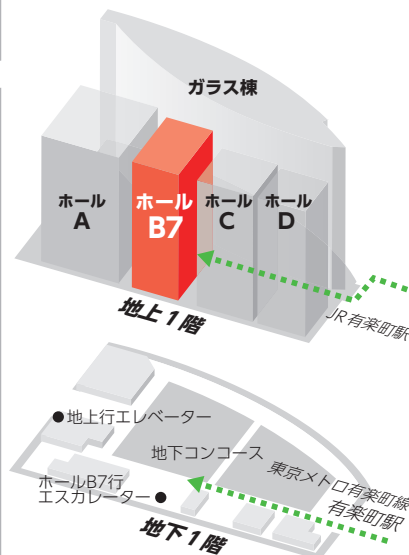 ガラス棟
ホール
A
ホール
B7
ホール
C
ホール
D
地上1階
JR有楽町駅
●地上行エレベーター
地下コンコース
ホールB7行
エスカレーター●
東京メトロ有楽町線
有楽町駅
地下1階